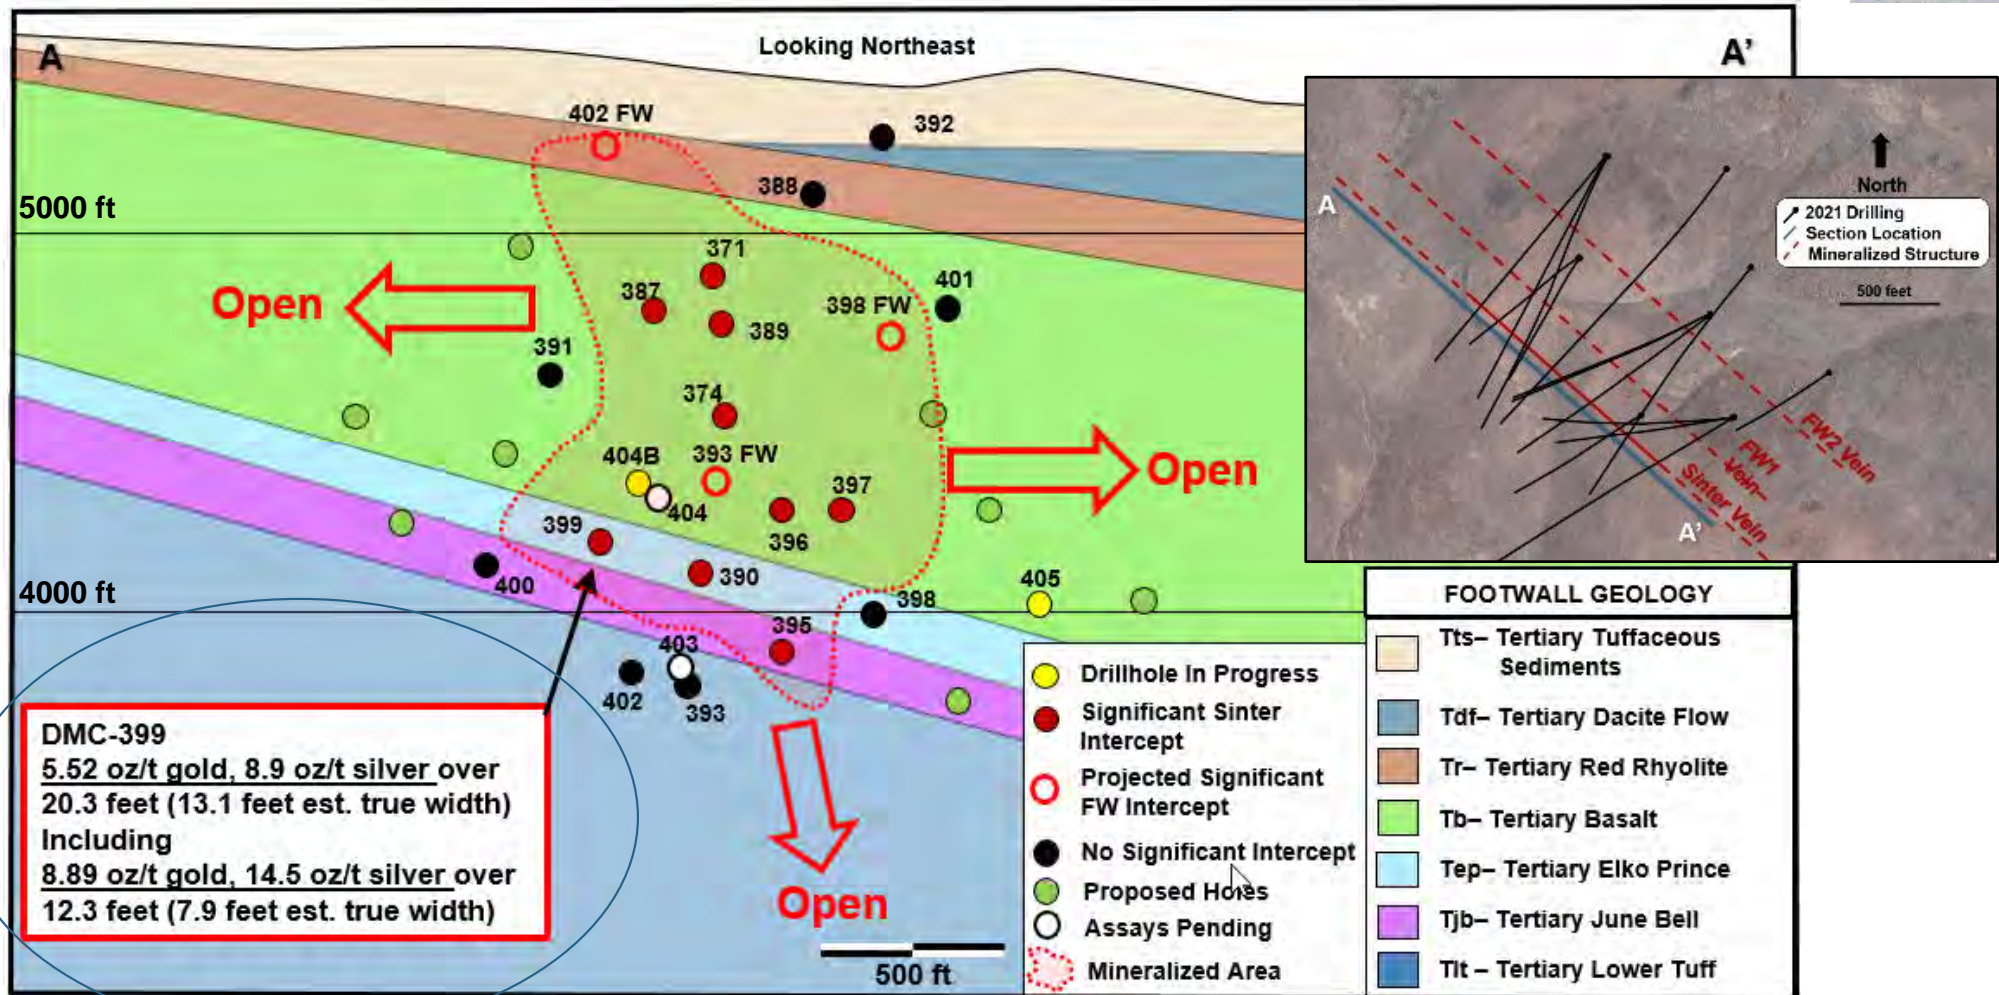 Looking Northeast
A
A'
402 FW
392
388
5000 ft
371
387
389
398 FW
401
Open
391
374
404B
393 FW
404
397
396
399
390
Open
400
4000 ft
398
405
395
403
402
393
DMC-399
5.52 oz/t gold, 8.9 oz/t silver over
20.3 feet (13.1 feet est. true width)
Including
8.89 oz/t gold, 14.5 oz/t silver over
12.3 feet (7.9 feet est. true width)
Open
500 ft
Drillhole In Progress
Significant Sinter
Intercept
Projected Significant
FW Intercept
No Significant Intercept
Proposed Holes
Assays Pending
Mineralized Area
A
North
2021 Drilling
Section Location
Mineralized Structure
500 feet
FW2 Vein
FW1
Vein
Sinter Vein
A'
FOOTWALL GEOLOGY
Tts– Tertiary Tuffaceous
Sediments
Tdf– Tertiary Dacite Flow
Tr– Tertiary Red Rhyolite
Tb– Tertiary Basalt
Tep– Tertiary Elko Prince
Tjb– Tertiary June Bell
Tlt – Tertiary Lower Tuff